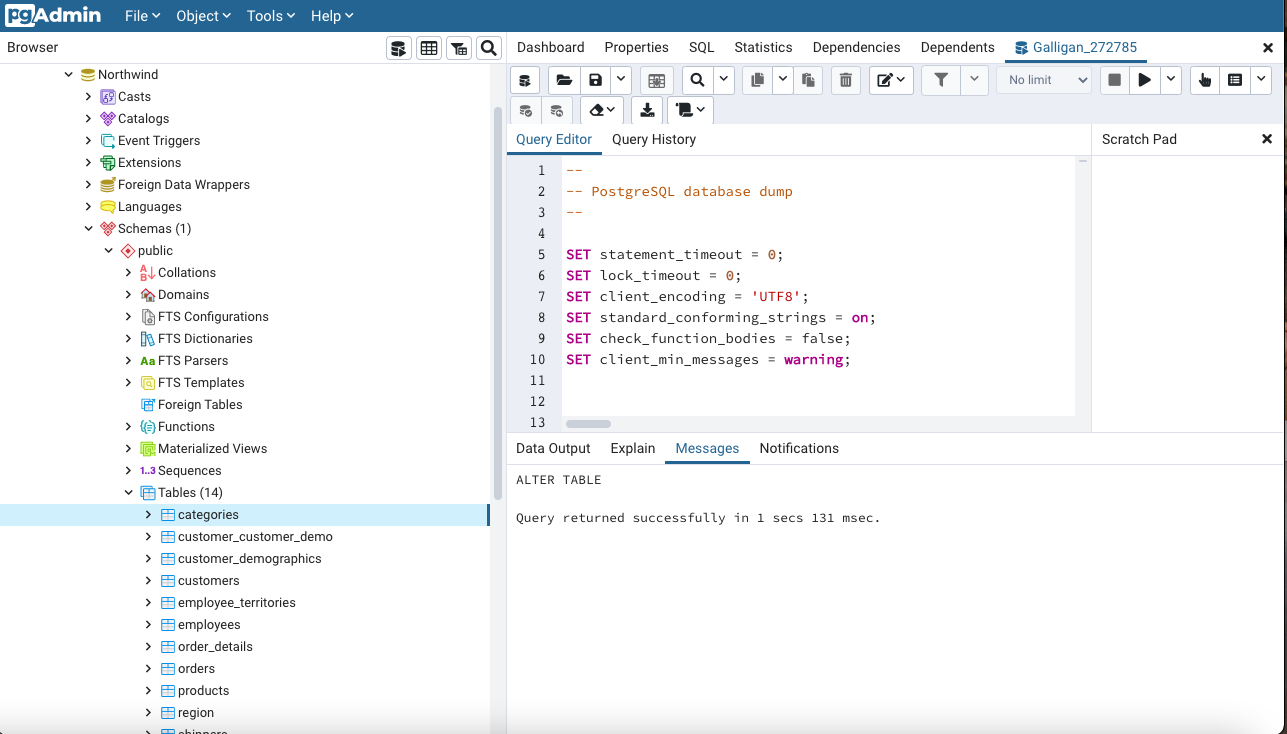 pgAdmin File Object Tools Help
Browser
Northwind
Casts
Catalogs
Event Triggers
Extensions
Foreign Data Wrappers
Languages
Schemas (1)
public
Collations
Domains
FTS Configurations
FTS Dictionaries
Aa FTS Parsers
FTS Templates
Foreign Tables
Functions
Materialized Views
1..3 Sequences
Tables (14)
categories
customer_customer_demo
customer_demographics
customers
employee_territories
employees
order_details
orders
products
region
shippers
Dashboard Properties SQL Statistics Dependencies Dependents Galligan_272785
No limit
Query Editor Query History
Scratch Pad
1 --
2 -- PostgreSQL database dump
3 --
4
5 SET statement_timeout = 0;
6 SET lock_timeout = 0;
7 SET client_encoding = 'UTF8';
8 SET standard_conforming_strings = on;
9 SET check_function_bodies = false;
10 SET client_min_messages = warning;
11
12
13
Data Output Explain Messages Notifications
ALTER TABLE
Query returned successfully in 1 secs 131 msec.